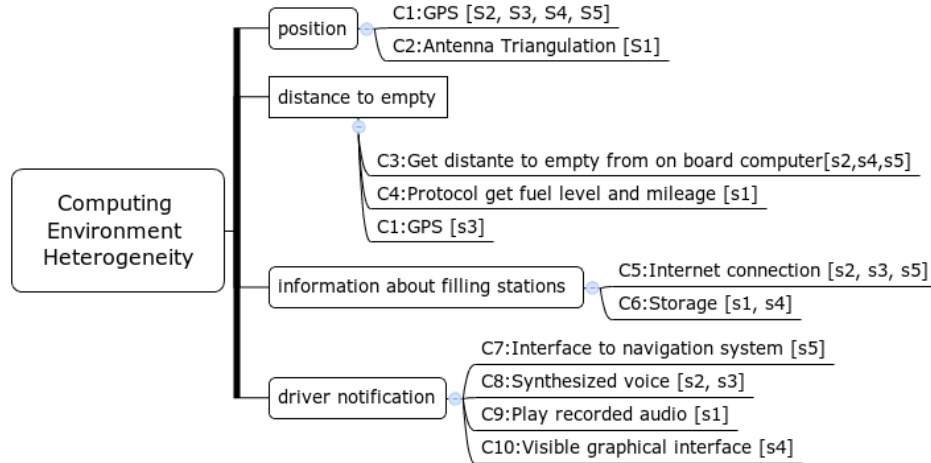 Computing
Environment
Heterogeneity
position
C1:GPS [S2, S3, S4, S5]
C2:Antenna Triangulation [S1]
distance to empty
C3:Get distante to empty from on board computer[s2,s4,s5]
C4:Protocol get fuel level and mileage [s1]
C1:GPS [s3]
information about filling stations
C5:Internet connection [s2, s3, s5]
C6:Storage [s1, s4]
driver notification
C7:Interface to navigation system [s5]
C8:Synthesized voice [s2, s3]
C9:Play recorded audio [s1]
C10:Visible graphical interface [s4]